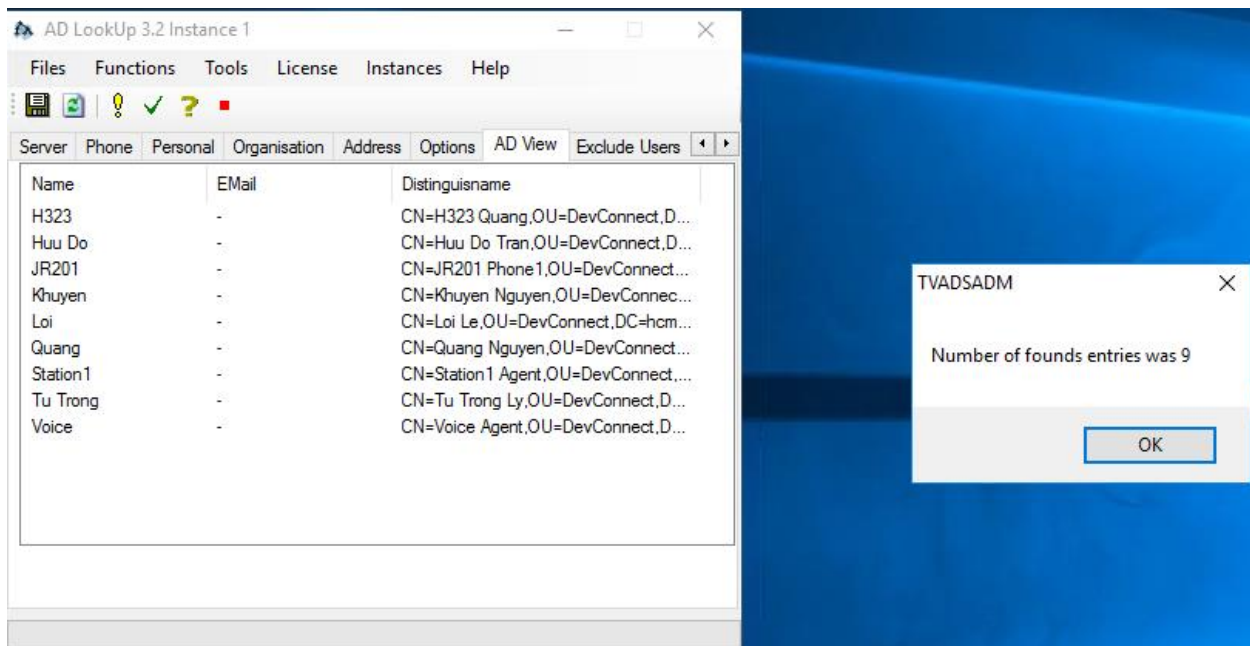 AD LookUp 3.2 Instance 1
Files Functions Tools License Instances Help
Server Phone Personal Organisation Address Options AD View Exclude Users
Name EMail Distinguisname
H323 - CN=H323 Quang,OU=DevConnect,D...
Huu Do - CN=Huu Do Tran,OU=DevConnect,D...
JR201 - CN=JR201 Phone1,OU=DevConnect...
Khuyen - CN=Khuyen Nguyen,OU=DevConnec...
Loi - CN=Loi Le,OU=DevConnect,DC=hcm...
Quang - CN=Quang Nguyen,OU=DevConnect...
Station1 - CN=Station1 Agent,OU=DevConnect,...
Tu Trong - CN=Tu Trong Ly,OU=DevConnect,D...
Voice - CN=Voice Agent,OU=DevConnect,D...
TVADSADM
Number of founds entries was 9
OK